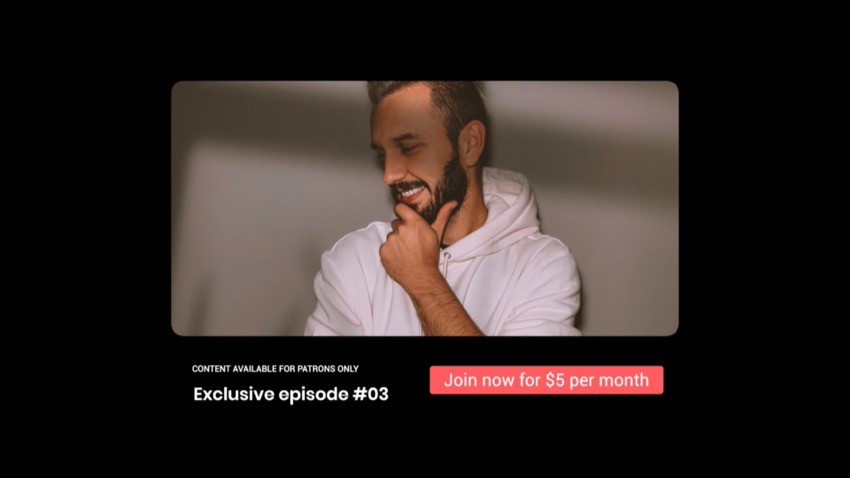 CONTENT AVAILABLE FOR PATRONS ONLY
Exclusive episode #03
Join now for $5 per month